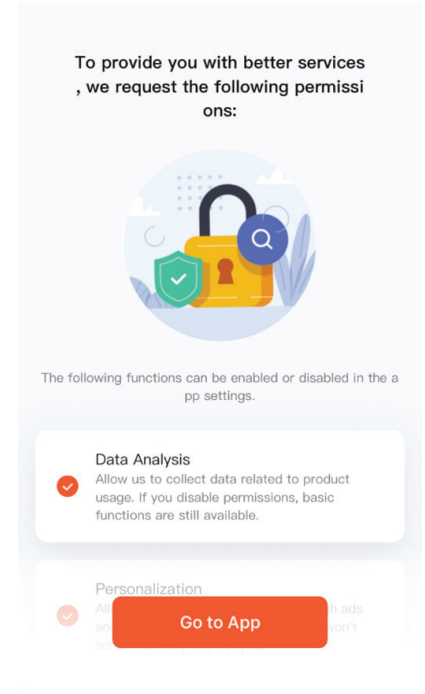 To provide you with better services
, we request the following permissi
ons:
The following functions can be enabled or disabled in the a
pp settings.
Data Analysis
Allow us to collect data related to product
usage. If you disable permissions, basic
functions are still available.
Personalization
h ads
Go to App